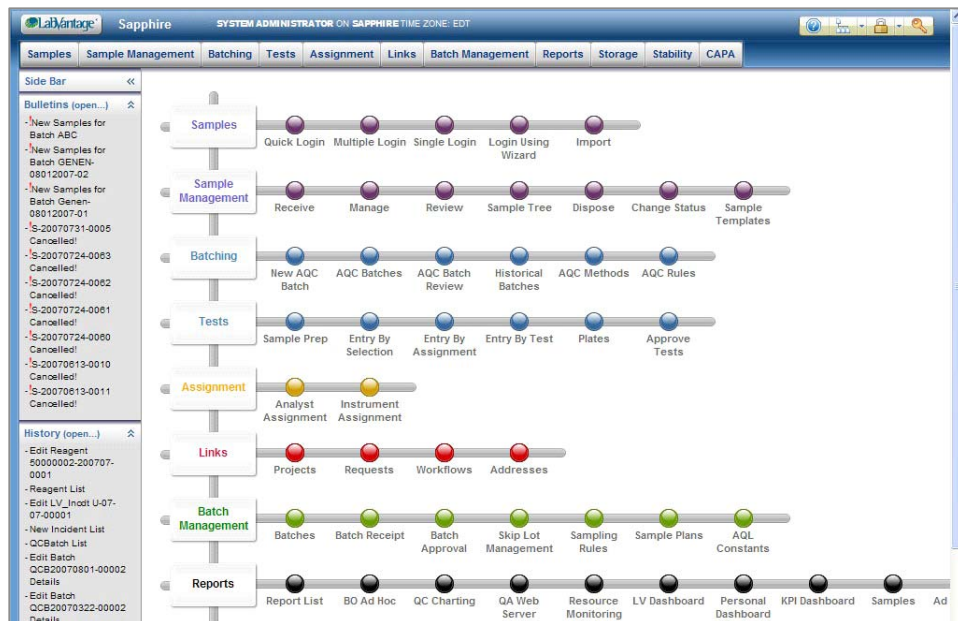 LabVantage Sapphire SYSTEM ADMINISTRATOR ON SAPPHIRE TIME ZONE: EDT
Samples Sample Management Batching Tests Assignment Links Batch Management Reports Storage Stability CAPA
Side Bar «
Bulletins (open...)
- !New Samples for
Batch ABC
- !New Samples for
Batch GENEN-
08012007-02
- !New Samples for
Batch Genen-
08012007-01
- !S-20070731-0005
Cancelled!
- !S-20070724-0063
Cancelled!
- !S-20070724-0062
Cancelled!
- !S-20070724-0061
Cancelled!
- !S-20070724-0060
Cancelled!
- !S-20070613-0010
Cancelled!
- !S-20070613-0011
Cancelled!
History (open...)
- Edit Reagent
50000002-200707-
0001
- Reagent List
- Edit LV_Incdt U-07-
07-00001
- New Incident List
- QCBatch List
- Edit Batch
QCB20070801-00002
Details
- Edit Batch
QCB20070322-00002
Details
Samples
Quick Login Multiple Login Single Login Login Using Import
Wizard
Sample
Management
Receive Manage Review Sample Tree Dispose Change Status Sample
Templates
Batching
New AQC AQC Batches AQC Batch Historical AQC Methods AQC Rules
Batch Review Batches
Tests
Sample Prep Entry By Entry By Entry By Test Plates Approve
Selection Assignment Tests
Assignment
Analyst Instrument
Assignment Assignment
Links
Projects Requests Workflows Addresses
Batch
Management
Batches Batch Receipt Batch Skip Lot Sampling Sample Plans AQL
Approval Management Rules Constants
Reports
Report List BO Ad Hoc QC Charting QA Web Resource LV Dashboard Personal KPI Dashboard Samples Ad
Server Monitoring Dashboard